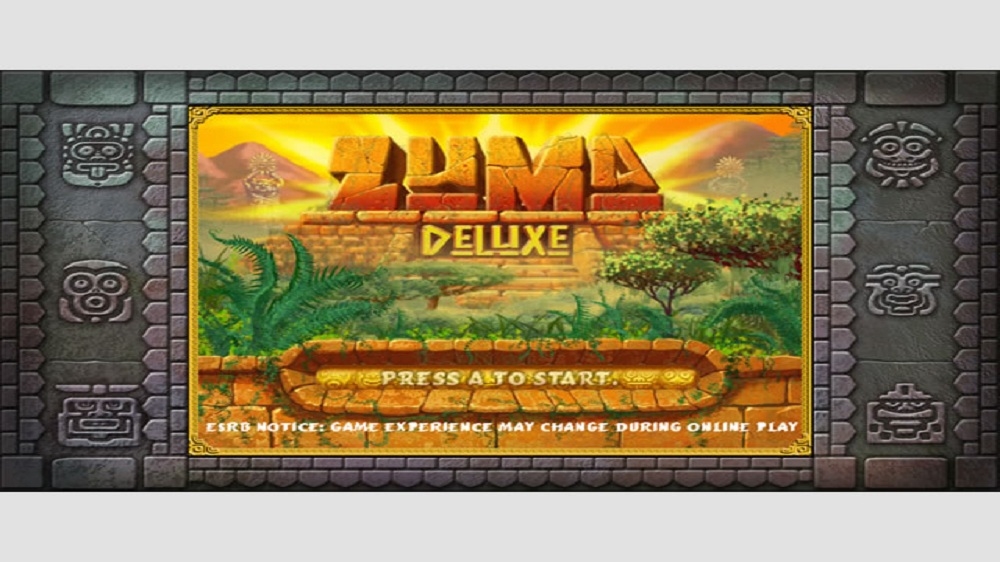 ZUMA
DELUXE
PRESS A TO START.
ESRB NOTICE: GAME EXPERIENCE MAY CHANGE DURING ONLINE PLAY